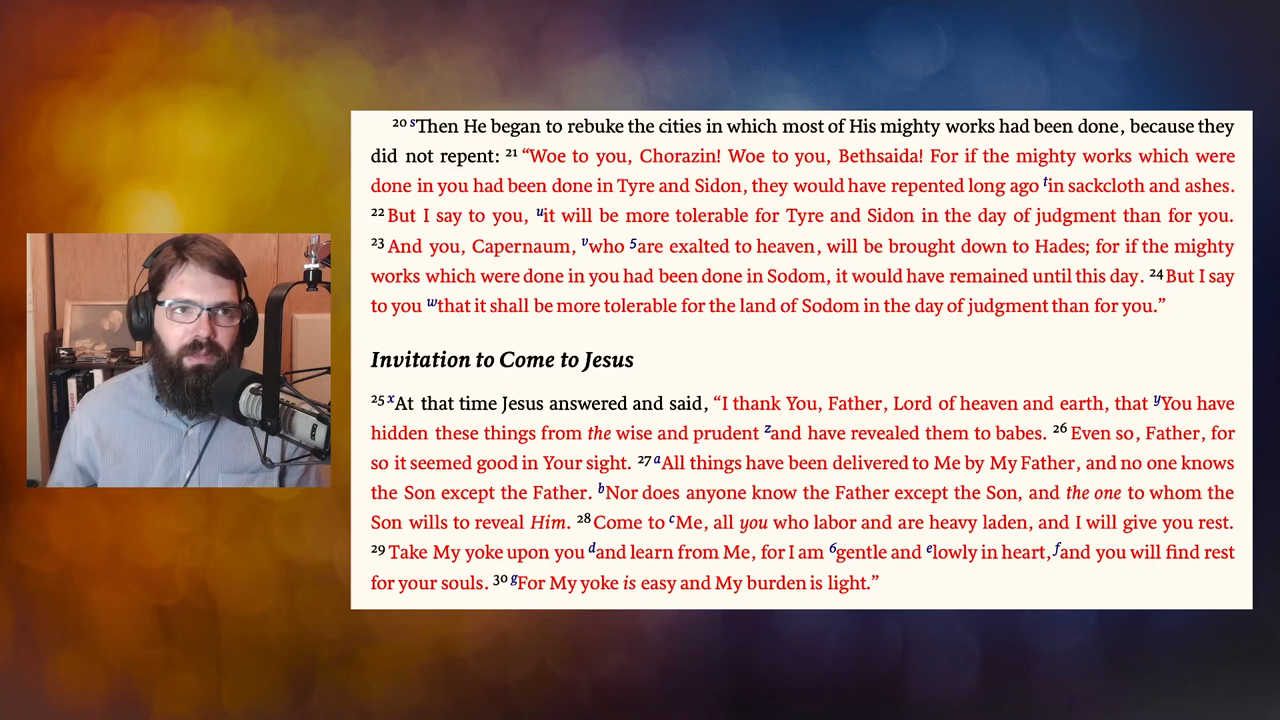 20 sThen He began to rebuke the cities in which most of His mighty works had been done, because they
did not repent: 21 “Woe to you, Chorazin! Woe to you, Bethsaida! For if the mighty works which were
done in you had been done in Tyre and Sidon, they would have repented long ago tin sackcloth and ashes.
22 But I say to you, uit will be more tolerable for Tyre and Sidon in the day of judgment than for you.
23 And you, Capernaum, vwho 5are exalted to heaven, will be brought down to Hades; for if the mighty
works which were done in you had been done in Sodom, it would have remained until this day. 24 But I say
to you wthat it shall be more tolerable for the land of Sodom in the day of judgment than for you.”
Invitation to Come to Jesus
25 xAt that time Jesus answered and said, “I thank You, Father, Lord of heaven and earth, that yYou have
hidden these things from the wise and prudent zand have revealed them to babes. 26 Even so, Father, for
so it seemed good in Your sight. 27 aAll things have been delivered to Me by My Father, and no one knows
the Son except the Father. bNor does anyone know the Father except the Son, and the one to whom the
Son wills to reveal Him. 28 Come to cMe, all you who labor and are heavy laden, and I will give you rest.
29 Take My yoke upon you dand learn from Me, for I am 6gentle and elowly in heart, fand you will find rest
for your souls. 30 gFor My yoke is easy and My burden is light.”